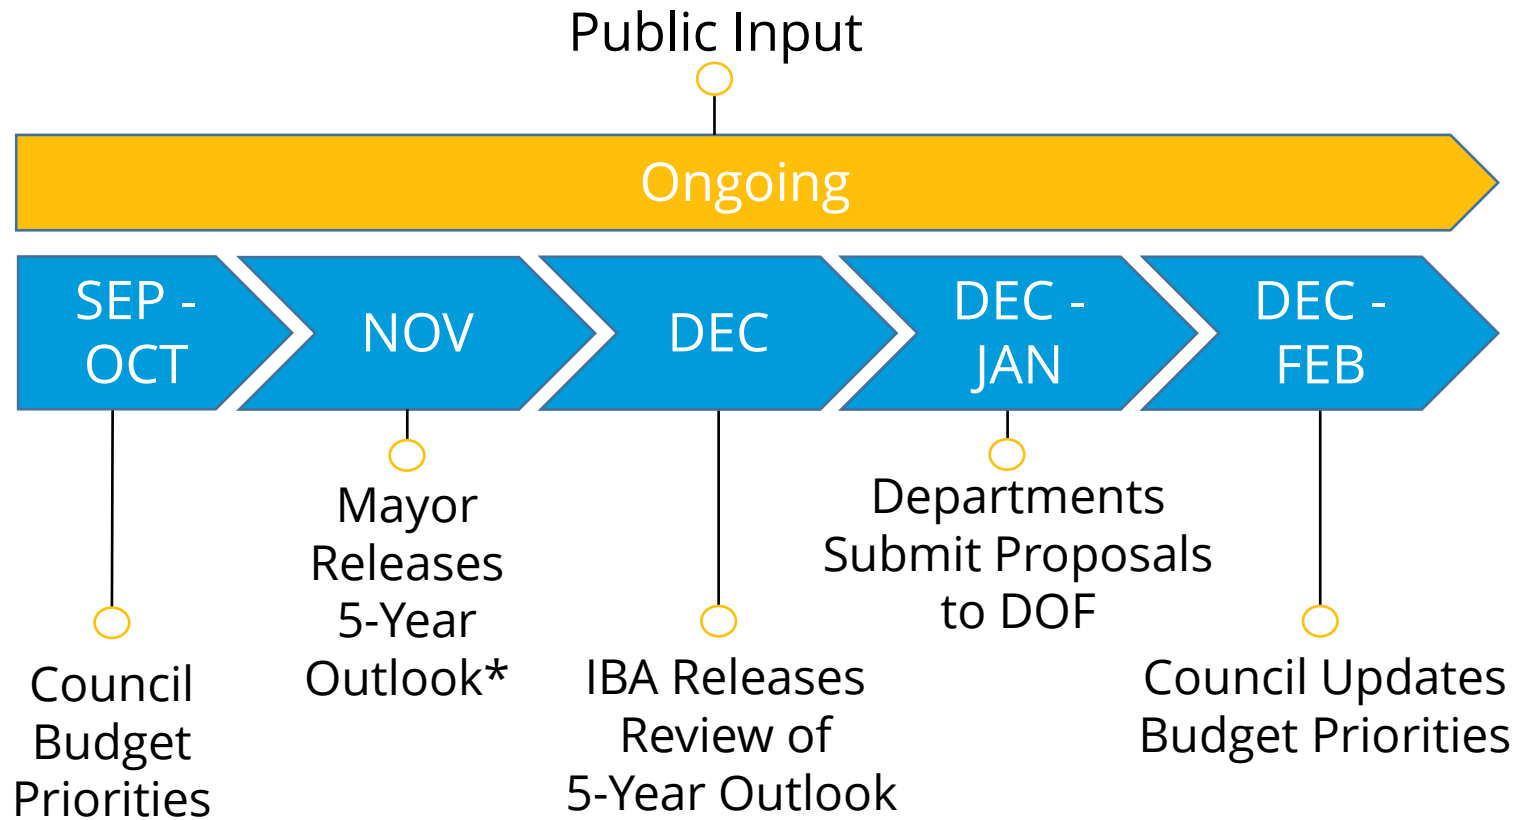 Public Input
Ongoing
SEP -
OCT
NOV
DEC
DEC -
JAN
DEC -
FEB
Council
Budget
Priorities
Mayor
Releases
5-Year
Outlook*
IBA Releases
Review of
5-Year Outlook
Departments
Submit Proposals
to DOF
Council Updates
Budget Priorities